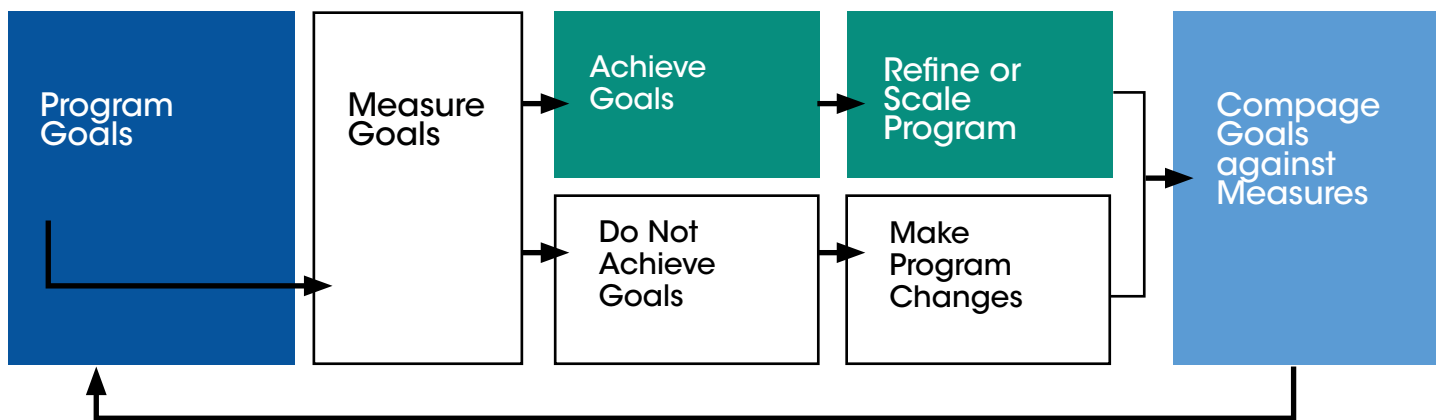 Program
Goals
Measure
Goals
Achieve
Goals
Refine or
Scale
Program
Do Not
Achieve
Goals
Make
Program
Changes
Compage
Goals
against
Measures